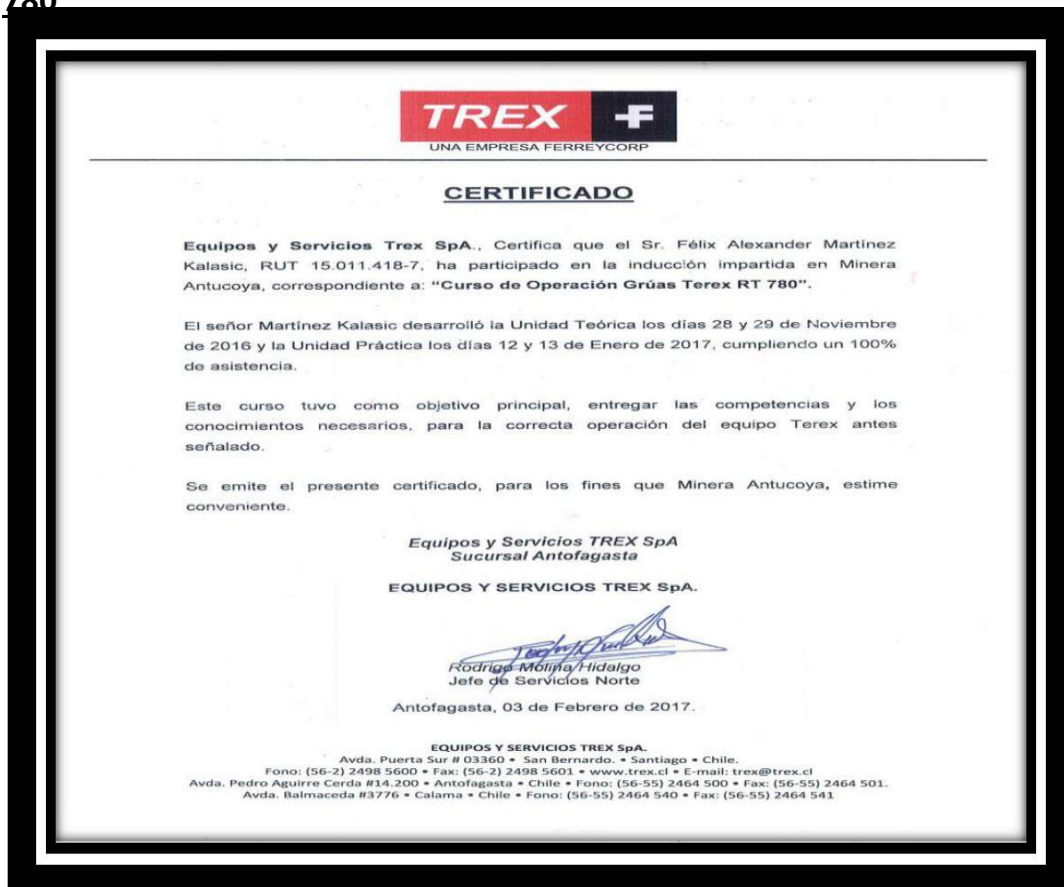 780
TREX
UNA EMPRESA FERREYCORP
CERTIFICADO
Equipos y Servicios Trex SpA., Certifica que el Sr. Félix Alexander Martínez
Kalasic, RUT 15.011.418-7, ha participado en la inducción impartida en Minera
Antucoya, correspondiente a: “Curso de Operación Grúas Terex RT 780”.
El señor Martínez Kalasic desarrolló la Unidad Teórica los días 28 y 29 de Noviembre
de 2016 y la Unidad Práctica los días 12 y 13 de Enero de 2017, cumpliendo un 100%
de asistencia.
Este curso tuvo como objetivo principal, entregar las competencias y los
conocimientos necesarios, para la correcta operación del equipo Terex antes
señalado.
Se emite el presente certificado, para los fines que Minera Antucoya, estime
conveniente.
Equipos y Servicios TREX SpA
Sucursal Antofagasta
EQUIPOS Y SERVICIOS TREX SpA.
Rodrigo Molina Hidalgo
Jefe de Servicios Norte
Antofagasta, 03 de Febrero de 2017.
EQUIPOS Y SERVICIOS TREX SpA.
Avda. Puerta Sur # 03360 • San Bernardo. • Santiago • Chile.
Fono: (56-2) 2498 5600 • Fax: (56-2) 2498 5601 • www.trex.cl • E-mail: trex@trex.cl
Avda. Pedro Aguirre Cerda #14.200 • Antofagasta • Chile • Fono: (56-55) 2464 500 • Fax: (56-55) 2464 501.
Avda. Balmaceda #3776 • Calama • Chile • Fono: (56-55) 2464 540 • Fax: (56-55) 2464 541